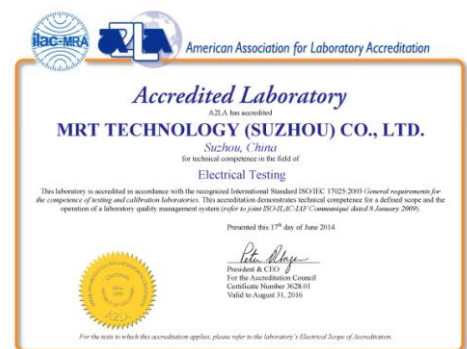 ilac-MRA
A2LA
American Association for Laboratory Accreditation
Accredited Laboratory
A2LA has accredited
MRT TECHNOLOGY (SUZHOU) CO., LTD.
Suzhou, China
for technical competence in the field of
Electrical Testing
This laboratory is accredited in accordance with the recognized International Standard ISO/IEC 17025:2005 General requirements for
the competence of testing and calibration laboratories. This accreditation demonstrates technical competence for a defined scope and the
operation of a laboratory quality management system (refer to joint ISO-ILAC-IAF Communiqué dated 8 January 2009).
Presented this 17th day of June 2014.
President & CEO
For the Accreditation Council
Certificate Number 3628.01
Valid to August 31, 2016
A2LA
For the tests to which this accreditation applies, please refer to the laboratory's Electrical Scope of Accreditation.